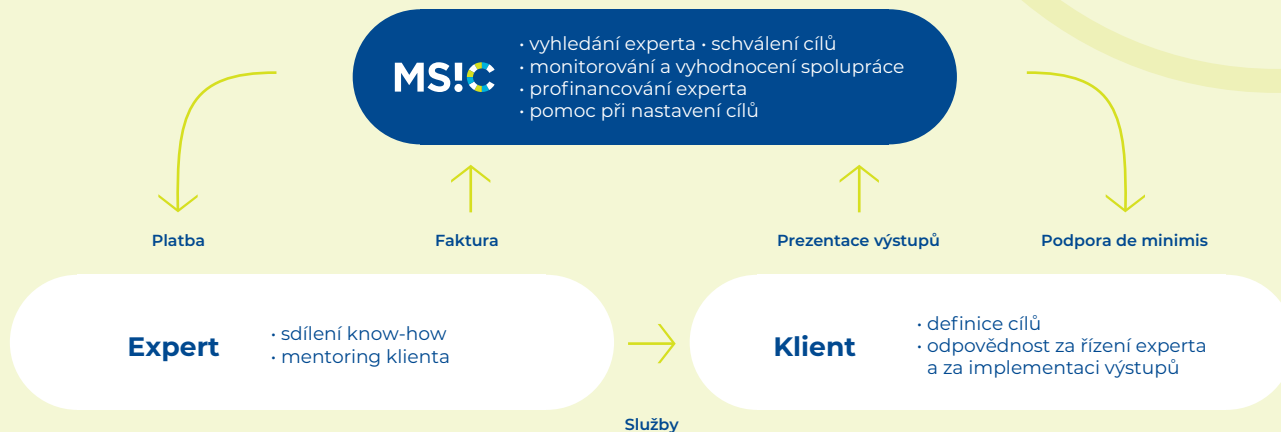 MS!C
• vyhledání experta • schválení cílů
• monitorování a vyhodnocení spolupráce
• profinancování experta
• pomoc při nastavení cílů
Platba
Faktura
Prezentace výstupů
Podpora de minimis
Expert
• sdílení know-how
• mentoring klienta
Klient
• definice cílů
• odpovědnost za řízení experta
a za implementaci výstupů
Služby